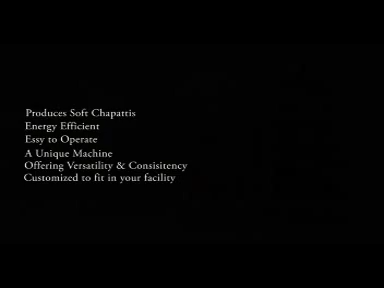 Produces Soft Chapattis
Energy Efficient
Essy to Operate
A Unique Machine
Offering Versatility & Consisitency
Customized to fit in your facility